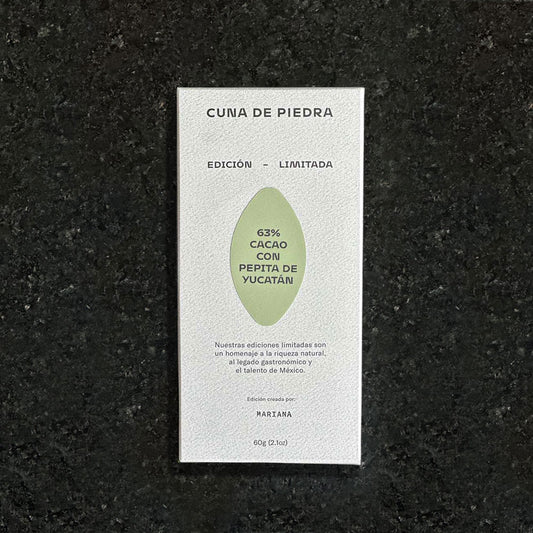 CUNA DE PIEDRA
EDICIÓN – LIMITADA
63%
CACAO
CON
PEPITA DE
YUCATÁN
Nuestras ediciones limitadas son
un homenaje a la riqueza natural,
al legado gastronómico y
el talento de México.
Edición creada por:
MARIANA
60g (2.1oz)